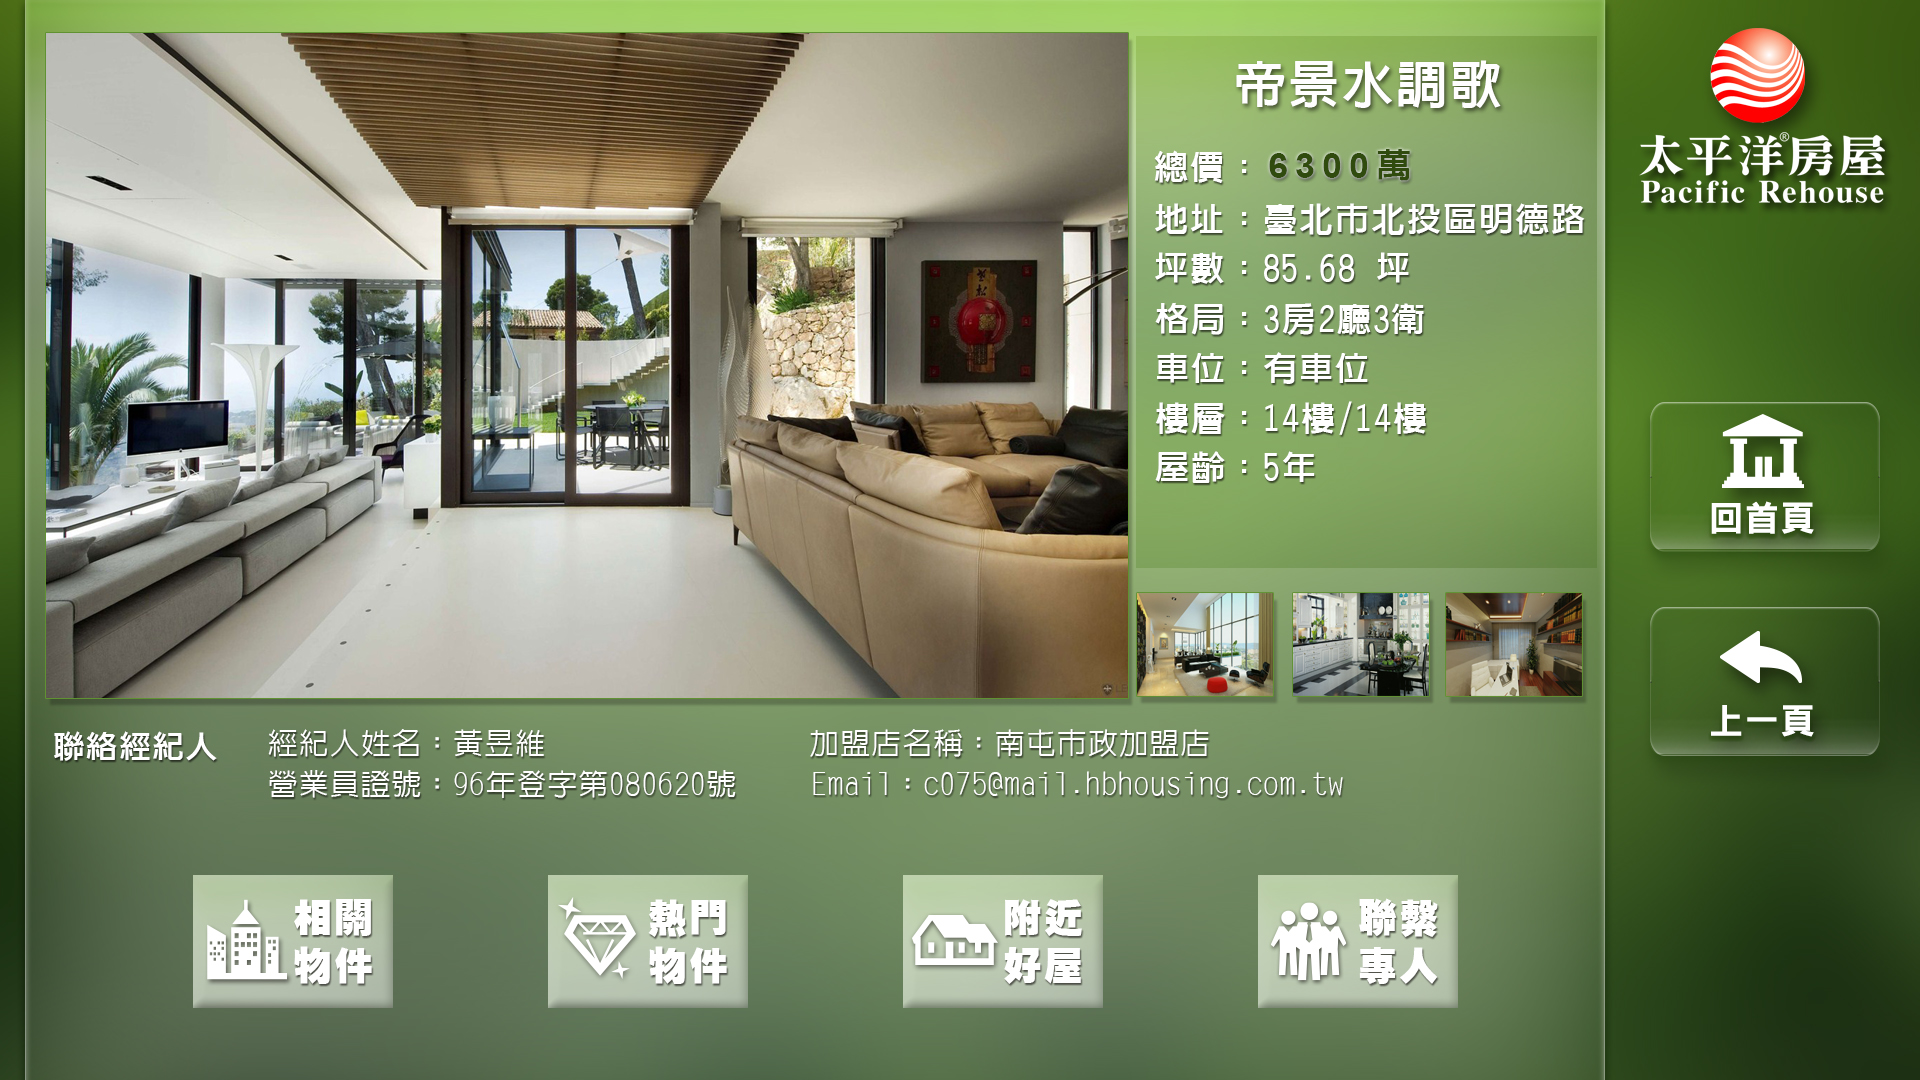 帝景水調歌
總價：6300萬
地址：臺北市北投區明德路
坪數：85.68 坪
格局：3房2廳3衛
車位：有車位
樓層：14樓/14樓
屋齡：5年
太平洋房屋®
Pacific Rehouse
回首頁
上一頁
聯絡經紀人
經紀人姓名：黃昱維
營業員證號：96年登字第080620號
加盟店名稱：南屯市政加盟店
Email：c075@mail.hbhousing.com.tw
相關
物件
熱門
物件
附近
好屋
聯繫
專人